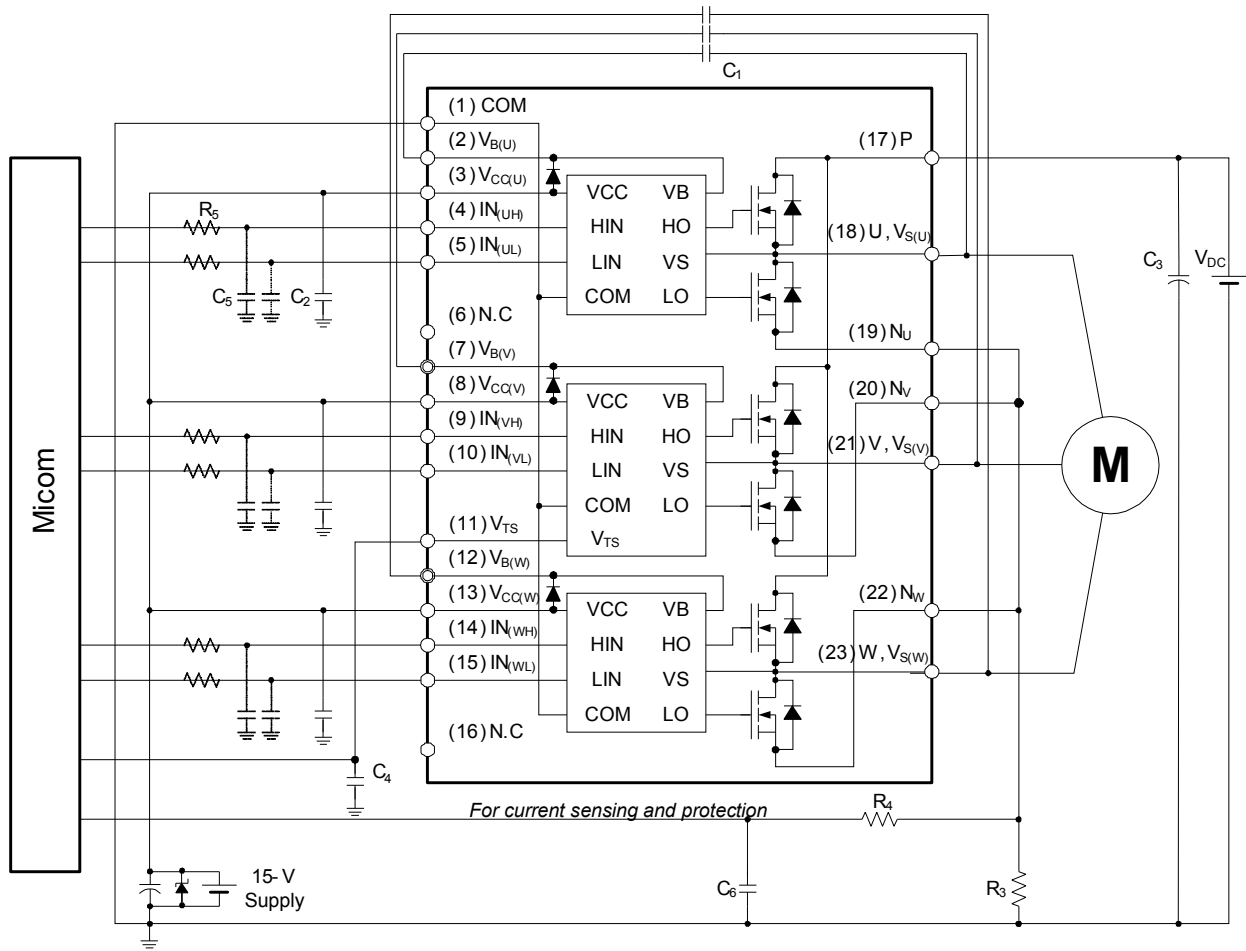 C1
(1) COM
(2) VB(U)
(3) VCC(U)
(4) IN(UH)
(5) IN(UL)
(6) N.C
(7) VB(V)
(8) VCC(V)
(9) IN(VH)
(10) IN(VL)
(11) VTS
(12) VB(W)
(13) VCC(W)
(14) IN(WH)
(15) IN(WL)
(16) N.C
VCC VB
HIN HO
LIN VS
COM LO
VCC VB
HIN HO
LIN VS
COM LO
VTS
VCC VB
HIN HO
LIN VS
COM LO
(17) P
(18) U, VS(U)
(19) NU
(20) NV
(21) V, VS(V)
(22) NW
(23) W, VS(W)
Micom
R5
C5
C2
C4
C3
VDC
M
For current sensing and protection
R4
C6
R3
15-V
Supply